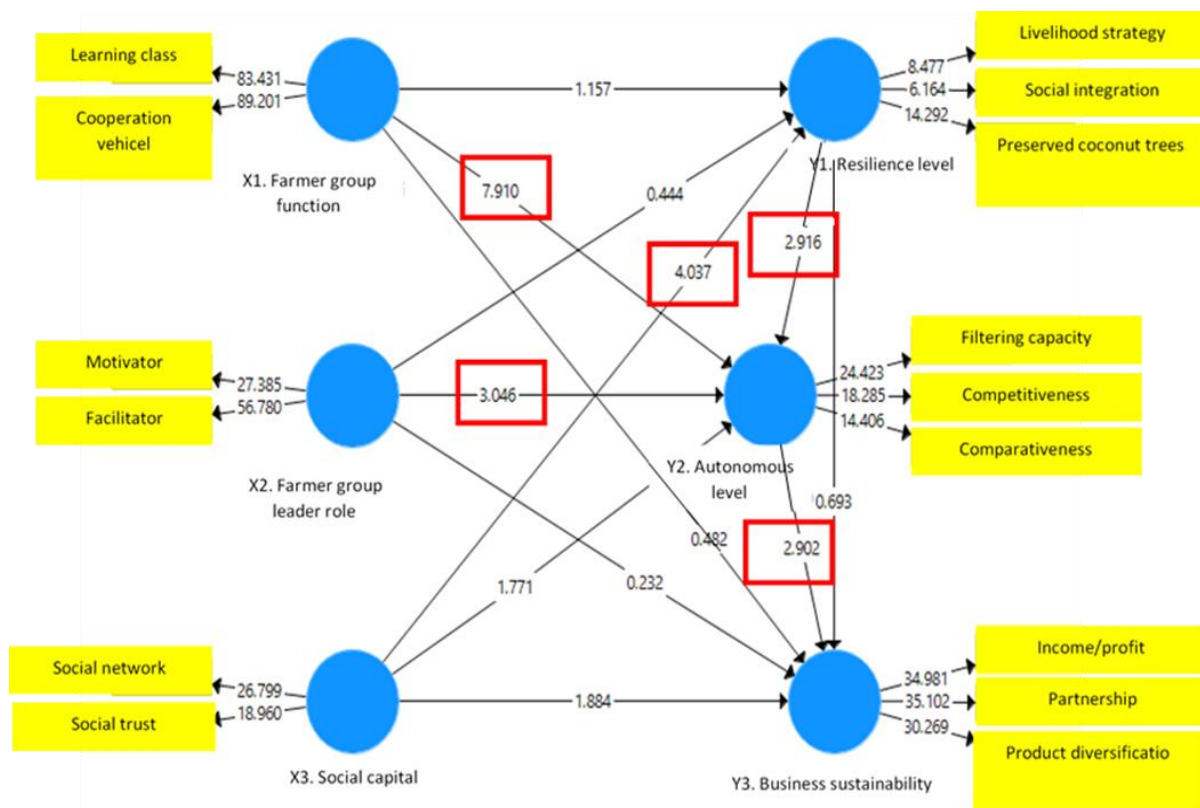 Learning class
Cooperation
vehicel
83.431
89.201
X1. Farmer group
function
1.157
7.910
0.444
4.037
2.916
Livelihood strategy
Social integration
Preserved coconut trees
8.477
6.164
14.292
Y1. Resilience level
Motivator
Facilitator
27.385
56.780
X2. Farmer group
leader role
3.046
Filtering capacity
Competitiveness
Comparativeness
24.423
18.285
14.406
Y2. Autonomous
level
0.693
0.482
2.902
1.771
0.232
Social network
Social trust
26.799
18.960
X3. Social capital
1.884
Income/profit
Partnership
Product diversificatio
34.981
35.102
30.269
Y3. Business sustainability